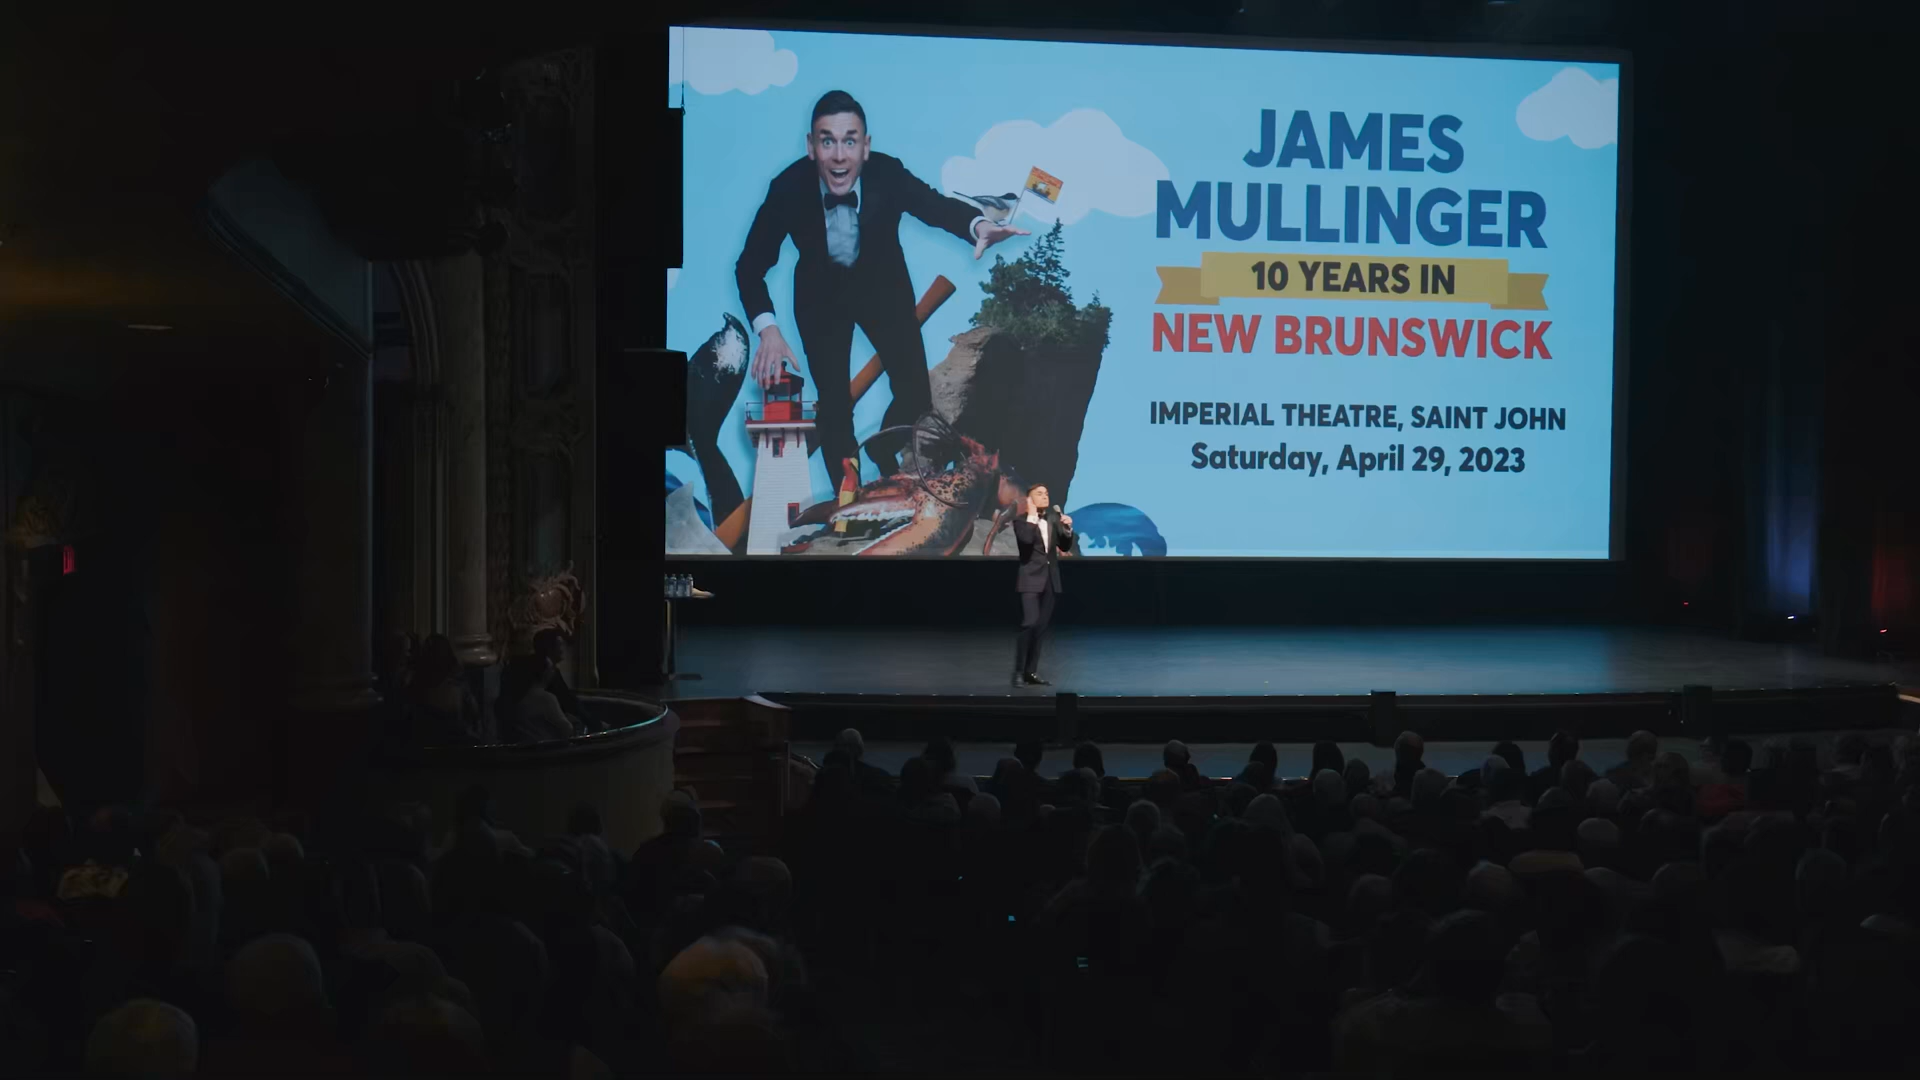 JAMES
MULLINGER
10 YEARS IN
NEW BRUNSWICK
IMPERIAL THEATRE, SAINT JOHN
Saturday, April 29, 2023